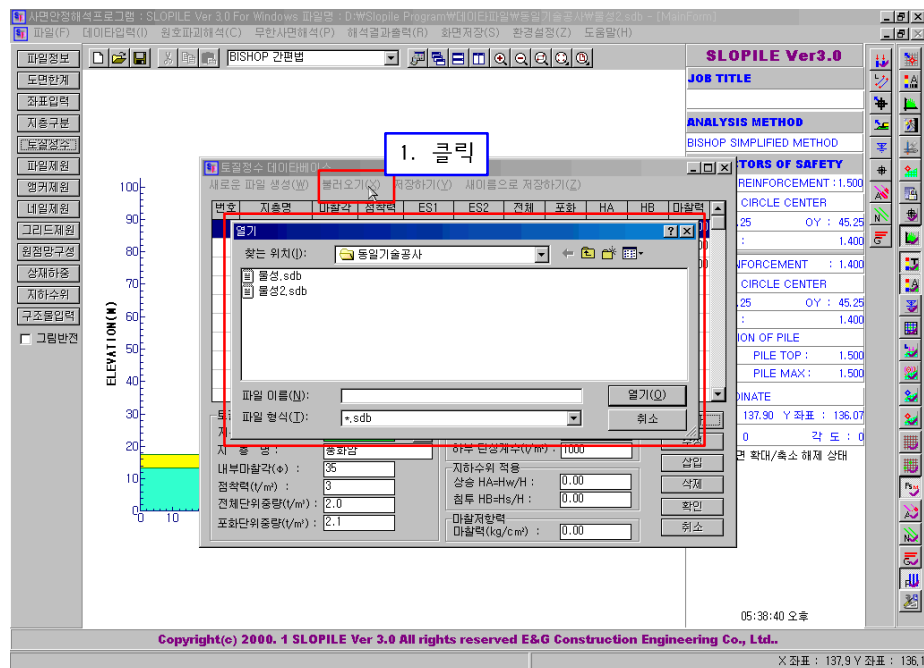 사면안정해석프로그램 : SLOPILE Ver 3.0 For Windows 파일명 : D:₩Slopile Program₩데이타파일₩동일기술공사₩물성2.sdb - [MainForm]
파일(F) 데이타입력(I) 원호파괴해석(C) 무한사면해석(P) 해석결과출력(R) 화면저장(S) 환경설정(Z) 도움말(H)
파일정보
도면한계
좌표입력
지층구분
토질정수
파일제원
앵커제원
네일제원
그리드제원
원점망구성
상재하중
지하수위
구조물입력
그림반전
BISHOP 간편법
ELEVATION(M)
100
90
80
70
60
50
40
30
20
10
0
0 10
1. 클릭
토질정수 데이타베이스
새로운 파일 생성(W) 불러오기(X) 저장하기(Y) 새이름으로 저장하기(Z)
번호 지층명 마찰각 점착력 ES1 ES2 전체 포화 HA HB 마찰력
열기
찾는 위치(I): 동일기술공사
물성.sdb
물성2.sdb
파일 이름(N): 열기(O)
파일 형식(T): *.sdb 취소
지 층 명 : 풍화암
내부마찰각(Φ) : 35
점착력(t/m²) : 3
전체단위중량(t/m³) : 2.0
포화단위중량(t/m³) : 2.1
하부 탄성계수(t/m²) : 1000
지하수위 적용
상승 HA=Hw/H : 0.00
침투 HB=Hs/H : 0.00
마찰저항력
마찰력(kg/cm²) : 0.00
삽입
삭제
확인
취소
SLOPILE Ver3.0
JOB TITLE
ANALYSIS METHOD
BISHOP SIMPLIFIED METHOD
TORS OF SAFETY
REINFORCEMENT : 1.500
CIRCLE CENTER
.25 OY : 45.25
: 1.400
NFORCEMENT : 1.400
CIRCLE CENTER
.25 OY : 45.25
: 1.400
ION OF PILE
PILE TOP : 1.500
PILE MAX : 1.500
DINATE
137.90 Y 좌표 : 136.07
0 각 도 : 0
면 확대/축소 해제 상태
05:38:40 오후
Copyright(c) 2000. 1 SLOPILE Ver 3.0 All rights reserved E&G Construction Engineering Co., Ltd..
X 좌표 : 137.9 Y 좌표 : 136.